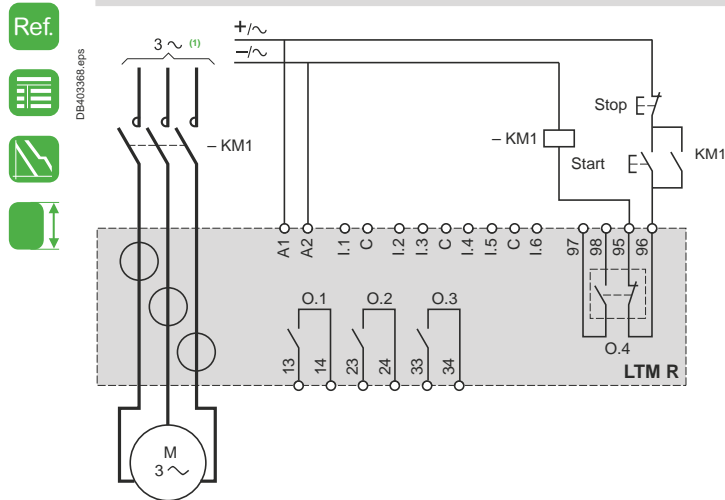 Ref.
DB403368.eps
3 ∼ (1)
+/∼
−/∼
– KM1
– KM1
Stop
Start
KM1
A1
A2
I.1
C
I.2
I.3
C
I.4
I.5
C
I.6
97
98
95
96
O.1
O.2
O.3
O.4
13
14
23
24
33
34
LTM R
M
3 ∼